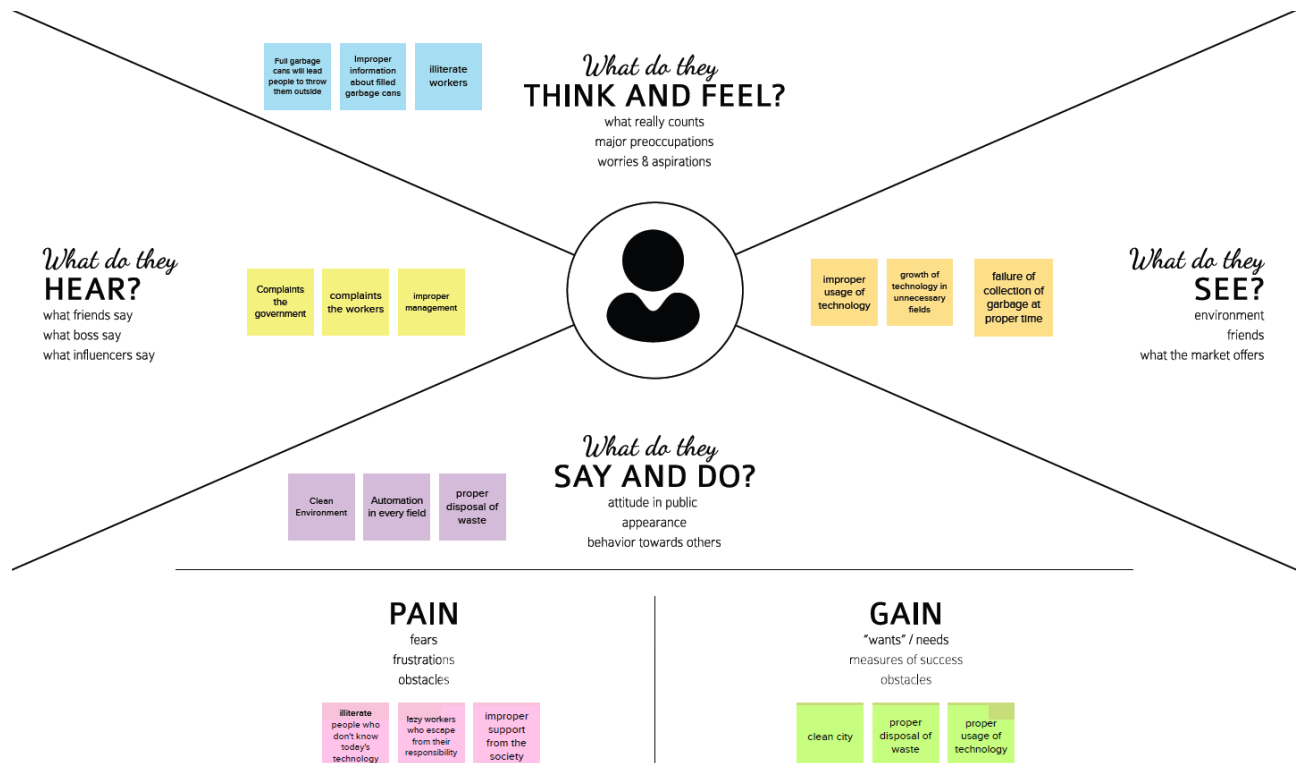 What do they
THINK AND FEEL?
what really counts
major preoccupations
worries & aspirations
Full garbage
cans will lead
people to throw
them outside
Improper
information
about filled
garbage cans
illiterate
workers
What do they
HEAR?
what friends say
what boss say
what influencers say
Complaints
the
government
complaints
the workers
improper
management
improper
usage of
technology
growth of
technology in
unnecessary
fields
failure of
collection of
garbage at
proper time
What do they
SEE?
environment
friends
what the market offers
What do they
SAY AND DO?
attitude in public
appearance
behavior towards others
Clean
Environment
Automation
in every field
proper
disposal of
waste
PAIN
fears
frustrations
obstacles
illiterate
people who
don't know
today's
technology
lazy workers
who escape
from their
responsibility
improper
support
from the
society
GAIN
"wants" / needs
measures of success
obstacles
clean city
proper
disposal of
waste
proper
usage of
technology